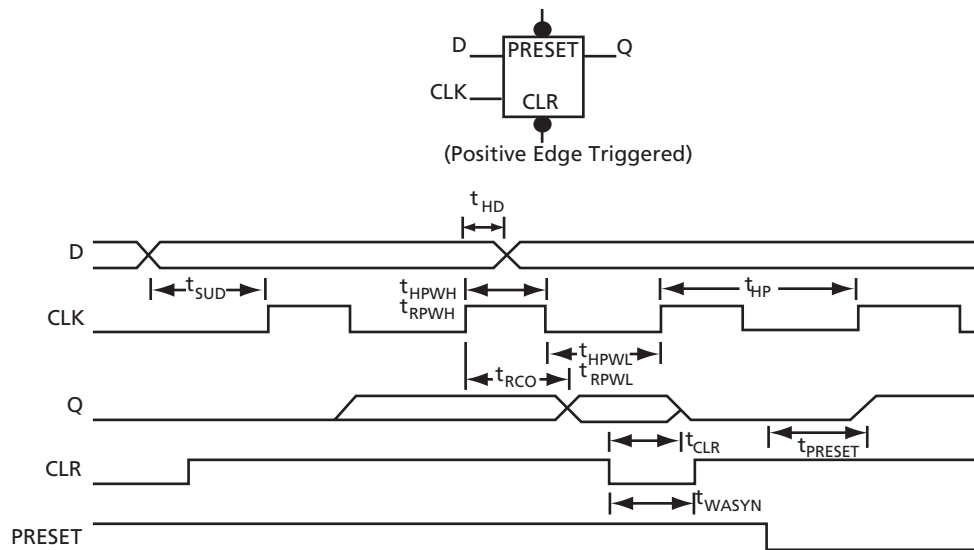 D
PRESET
Q
CLK
CLR
(Positive Edge Triggered)
tHD
D
tSUD
tHPWH
tRPWH
tHP
CLK
tHPWL
tRPWL
tRCO
Q
tCLR
tPRESET
CLR
tWASYN
PRESET